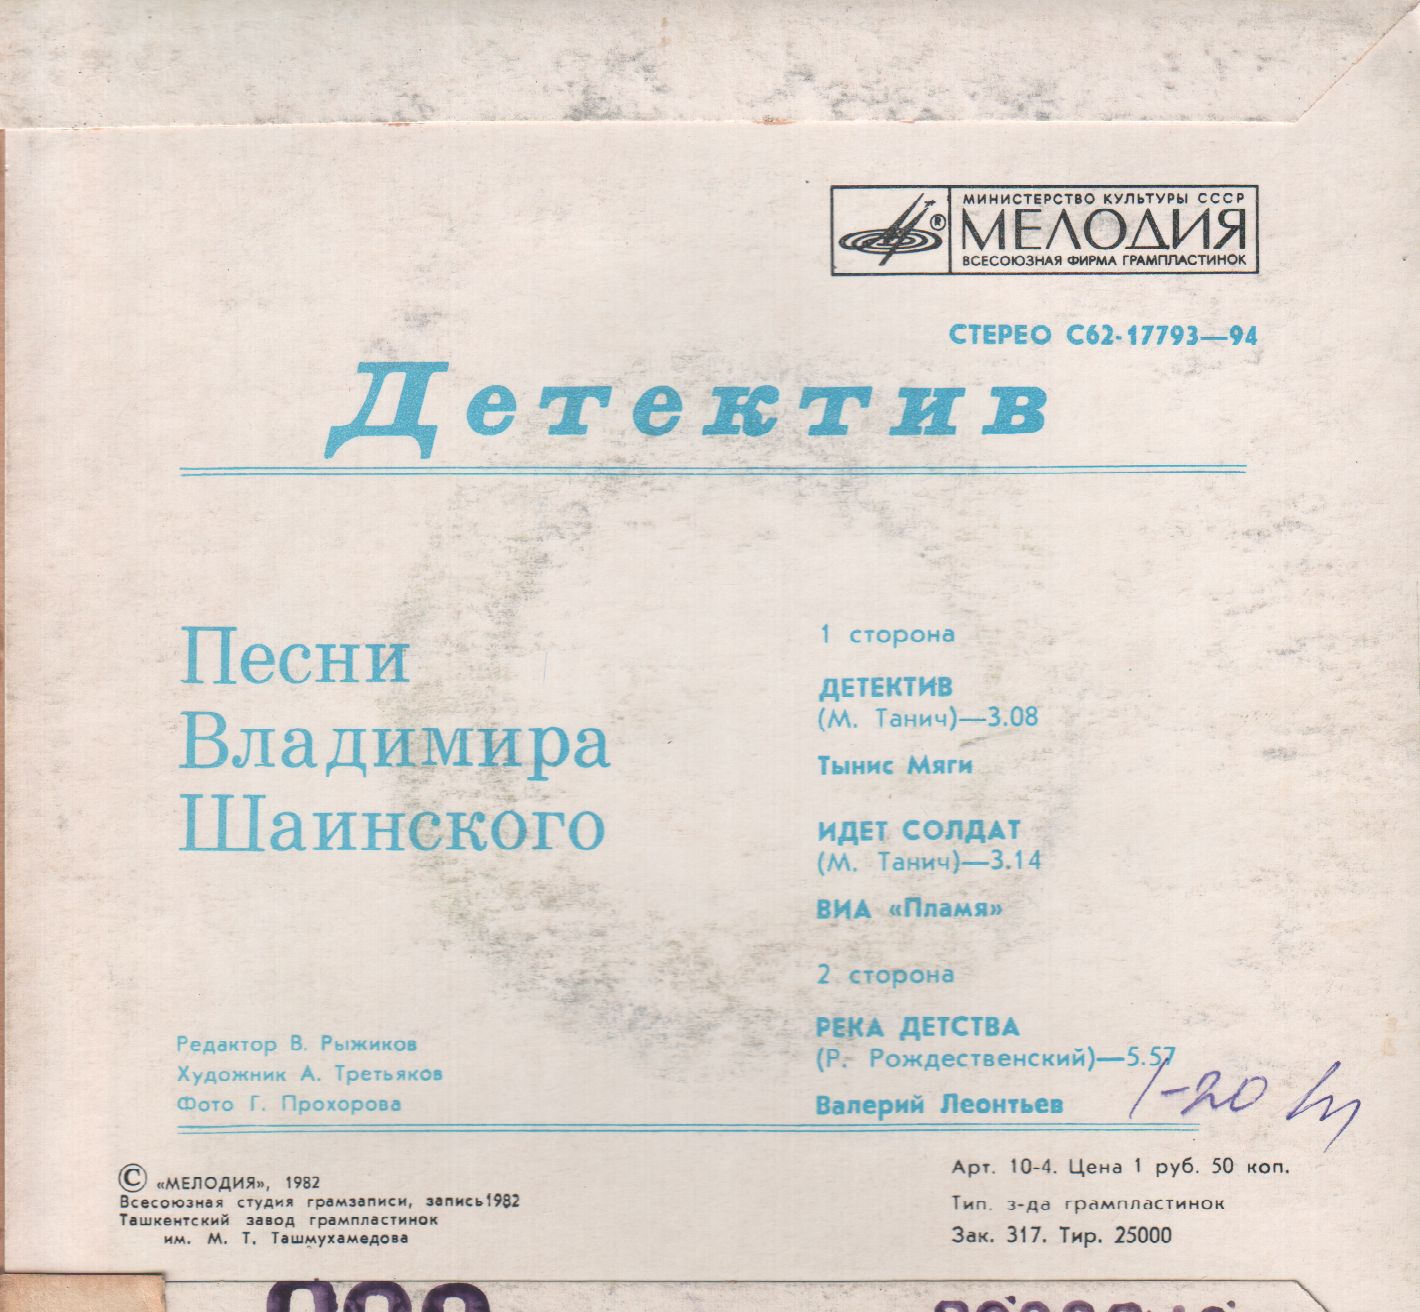 МИНИСТЕРСТВО КУЛЬТУРЫ СССР
МЕЛОДИЯ
ВСЕСОЮЗНАЯ ФИРМА ГРАМПЛАСТИНОК
®
СТЕРЕО С62-17793—94
Детектив
Песни
Владимира
Шаинского
1 сторона
ДЕТЕКТИВ
(М. Танич)—3.08
Тынис Мяги
ИДЕТ СОЛДАТ
(М. Танич)—3.14
ВИА «Пламя»
2 сторона
РЕКА ДЕТСТВА
(Р. Рождественский)—5.57
Валерий Леонтьев
1-20
Редактор В. Рыжиков
Художник А. Третьяков
Фото Г. Прохорова
© «МЕЛОДИЯ», 1982
Всесоюзная студия грамзаписи, запись1982
Ташкентский завод грампластинок
им. М. Т. Ташмухамедова
Арт. 10-4. Цена 1 руб. 50 коп.
Тип. з-да грампластинок
Зак. 317. Тир. 25000